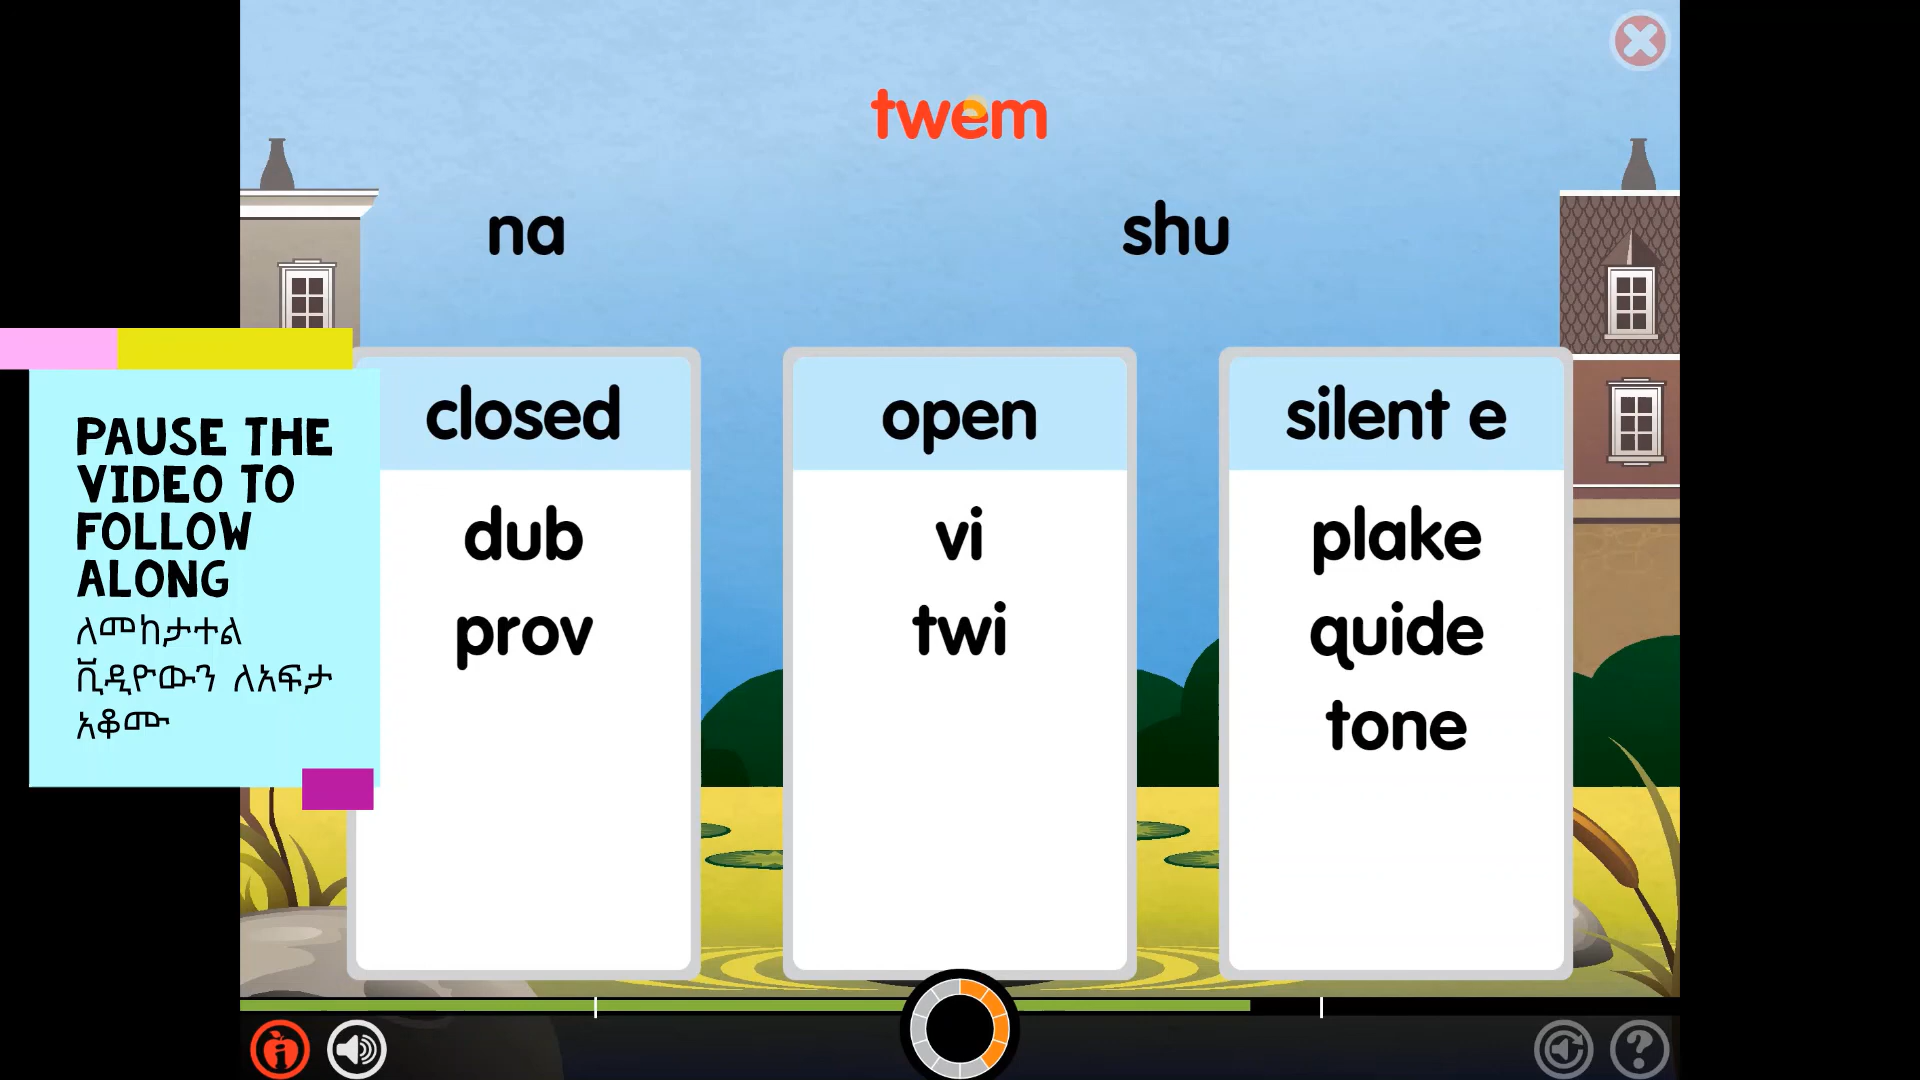 twem
na
shu
closed
dub
prov
open
vi
twi
silent e
plake
quide
tone
PAUSE THE
VIDEO TO
FOLLOW
ALONG
ለመከታተል
ቪዲዮውን ለአፍታ
አቆሙ